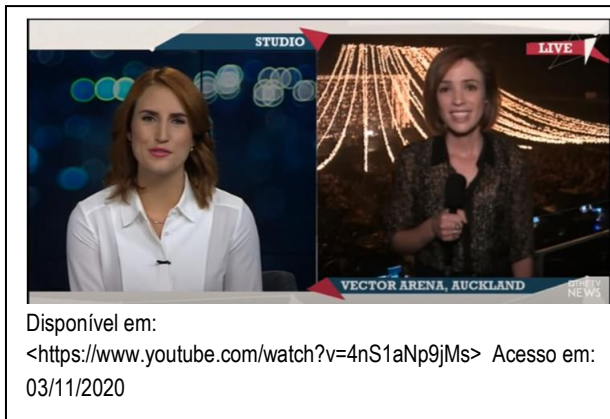 STUDIO
LIVE
VECTOR ARENA, AUCKLAND
NEWS
Disponível em:
<https://www.youtube.com/watch?v=4nS1aNp9jMs> Acesso em:
03/11/2020